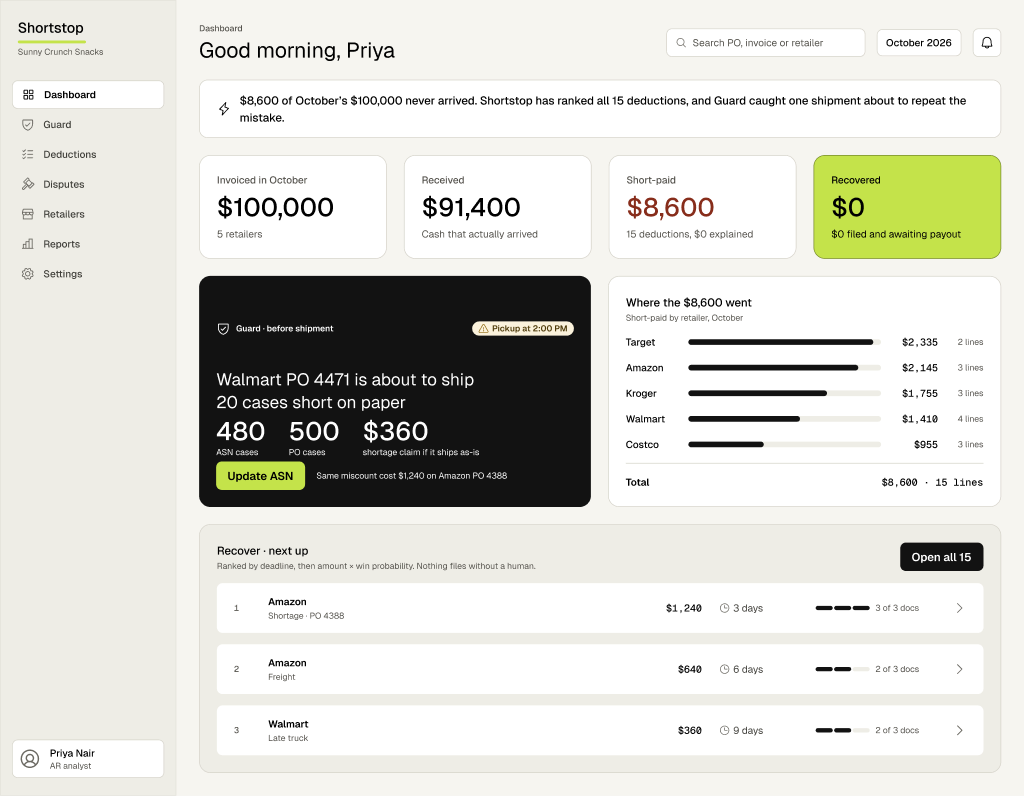 Shortstop
Sunny Crunch Snacks
Dashboard
Guard
Deductions
Disputes
Retailers
Reports
Settings
Priya Nair
AR analyst
Dashboard
Good morning, Priya
Search PO, invoice or retailer
October 2026
$8,600 of October's $100,000 never arrived. Shortstop has ranked all 15 deductions, and Guard caught one shipment about to repeat the
mistake.
Invoiced in October
$100,000
5 retailers
Received
$91,400
Cash that actually arrived
Short-paid
$8,600
15 deductions, $0 explained
Recovered
$0
$0 filed and awaiting payout
Guard · before shipment
Pickup at 2:00 PM
Walmart PO 4471 is about to ship
20 cases short on paper
480 500 $360
ASN cases PO cases shortage claim if it ships as-is
Update ASN Same miscount cost $1,240 on Amazon PO 4388
Where the $8,600 went
Short-paid by retailer, October
Target $2,335 2 lines
Amazon $2,145 3 lines
Kroger $1,755 3 lines
Walmart $1,410 4 lines
Costco $955 3 lines
Total $8,600 · 15 lines
Recover · next up
Ranked by deadline, then amount × win probability. Nothing files without a human.
Open all 15
1 Amazon $1,240 3 days 3 of 3 docs
Shortage · PO 4388
2 Amazon $640 6 days 2 of 3 docs
Freight
3 Walmart $360 9 days 2 of 3 docs
Late truck